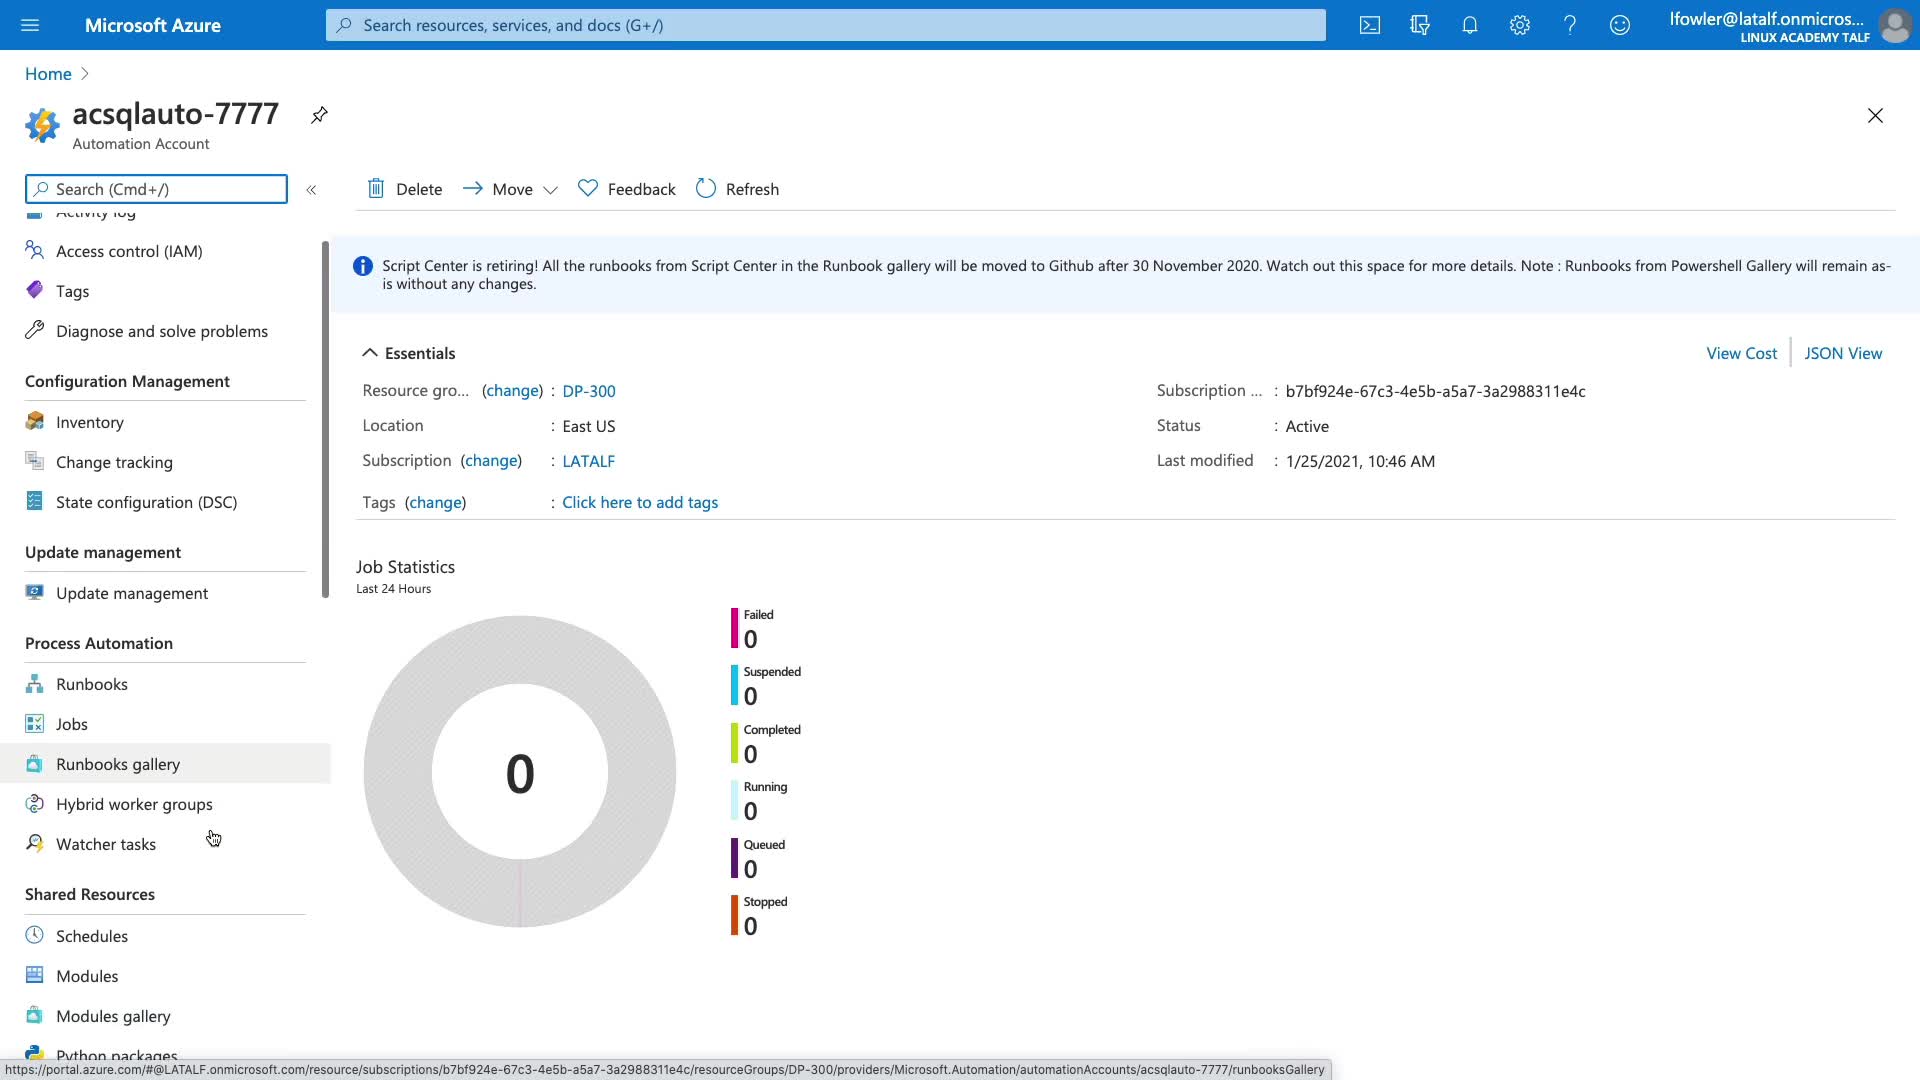 Microsoft Azure
Search resources, services, and docs (G+/)
lfowler@latalf.onmicros...
LINUX ACADEMY TALF
Home
acsqlauto-7777
Automation Account
Search (Cmd+/)
«
Delete
Move
Feedback
Refresh
Activity log
Access control (IAM)
Tags
Diagnose and solve problems
Configuration Management
Inventory
Change tracking
State configuration (DSC)
Update management
Update management
Process Automation
Runbooks
Jobs
Runbooks gallery
Hybrid worker groups
Watcher tasks
Shared Resources
Schedules
Modules
Modules gallery
Python packages
Script Center is retiring! All the runbooks from Script Center in the Runbook gallery will be moved to Github after 30 November 2020. Watch out this space for more details. Note : Runbooks from Powershell Gallery will remain as-
is without any changes.
Essentials
View Cost
JSON View
Resource gro... (change) : DP-300
Location : East US
Subscription (change) : LATALF
Tags (change) : Click here to add tags
Subscription ... : b7bf924e-67c3-4e5b-a5a7-3a2988311e4c
Status : Active
Last modified : 1/25/2021, 10:46 AM
Job Statistics
Last 24 Hours
0
Failed
0
Suspended
0
Completed
0
Running
0
Queued
0
Stopped
0
https://portal.azure.com/#@LATALF.onmicrosoft.com/resource/subscriptions/b7bf924e-67c3-4e5b-a5a7-3a2988311e4c/resourceGroups/DP-300/providers/Microsoft.Automation/automationAccounts/acsqlauto-7777/runbooksGallery